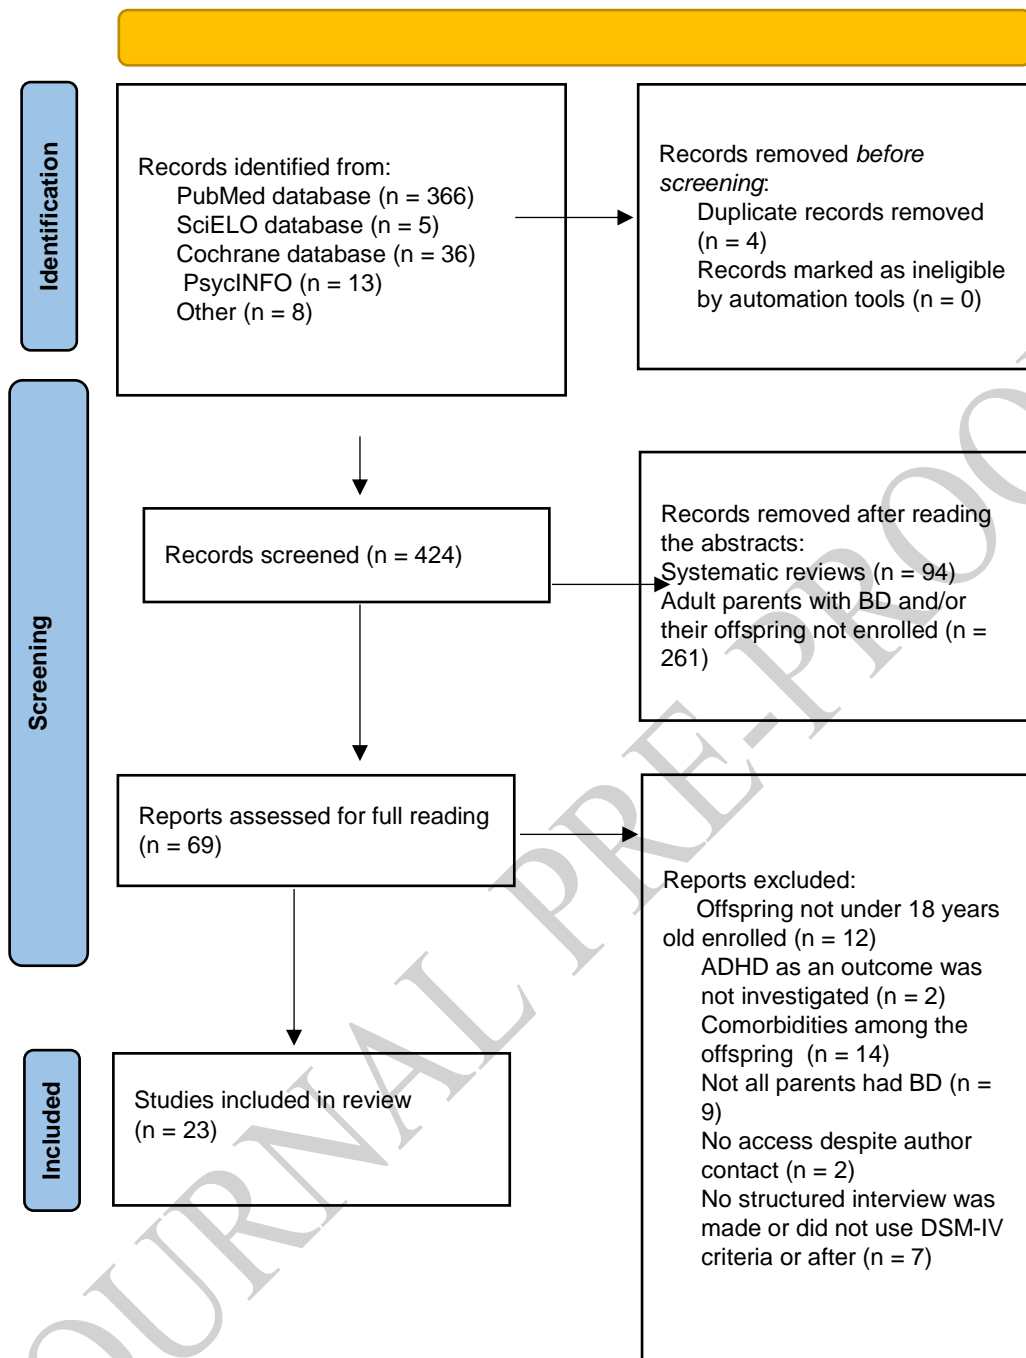 Identification
Records identified from:
PubMed database (n = 366)
SciELO database (n = 5)
Cochrane database (n = 36)
PsycINFO (n = 13)
Other (n = 8)
Records removed before
screening:
Duplicate records removed
(n = 4)
Records marked as ineligible
by automation tools (n = 0)
Screening
Records screened (n = 424)
Records removed after reading
the abstracts:
Systematic reviews (n = 94)
Adult parents with BD and/or
their offspring not enrolled (n =
261)
Reports assessed for full reading
(n = 69)
Reports excluded:
Offspring not under 18 years
old enrolled (n = 12)
ADHD as an outcome was
not investigated (n = 2)
Comorbidities among the
offspring (n = 14)
Not all parents had BD (n =
9)
No access despite author
contact (n = 2)
No structured interview was
made or did not use DSM-IV
criteria or after (n = 7)
Included
Studies included in review
(n = 23)
OURNAL PRE-PROO